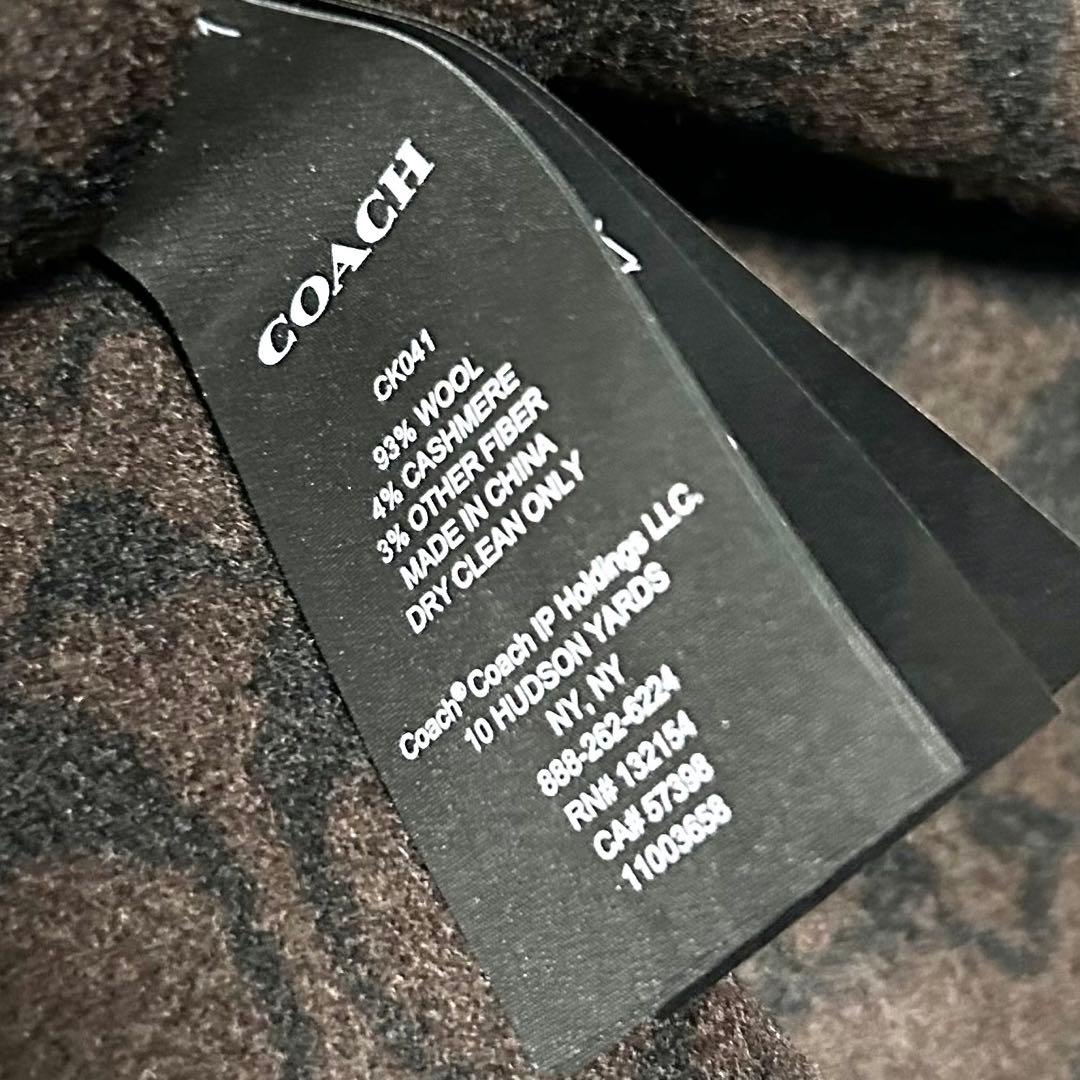 COACH
CK041
93% WOOL
4% CASHMERE
3% OTHER FIBER
MADE IN CHINA
DRY CLEAN ONLY
Coach® Coach IP Holdings LLC.
10 HUDSON YARDS
NY, NY
888-262-6224
RN# 132154
CA# 57398
11003658